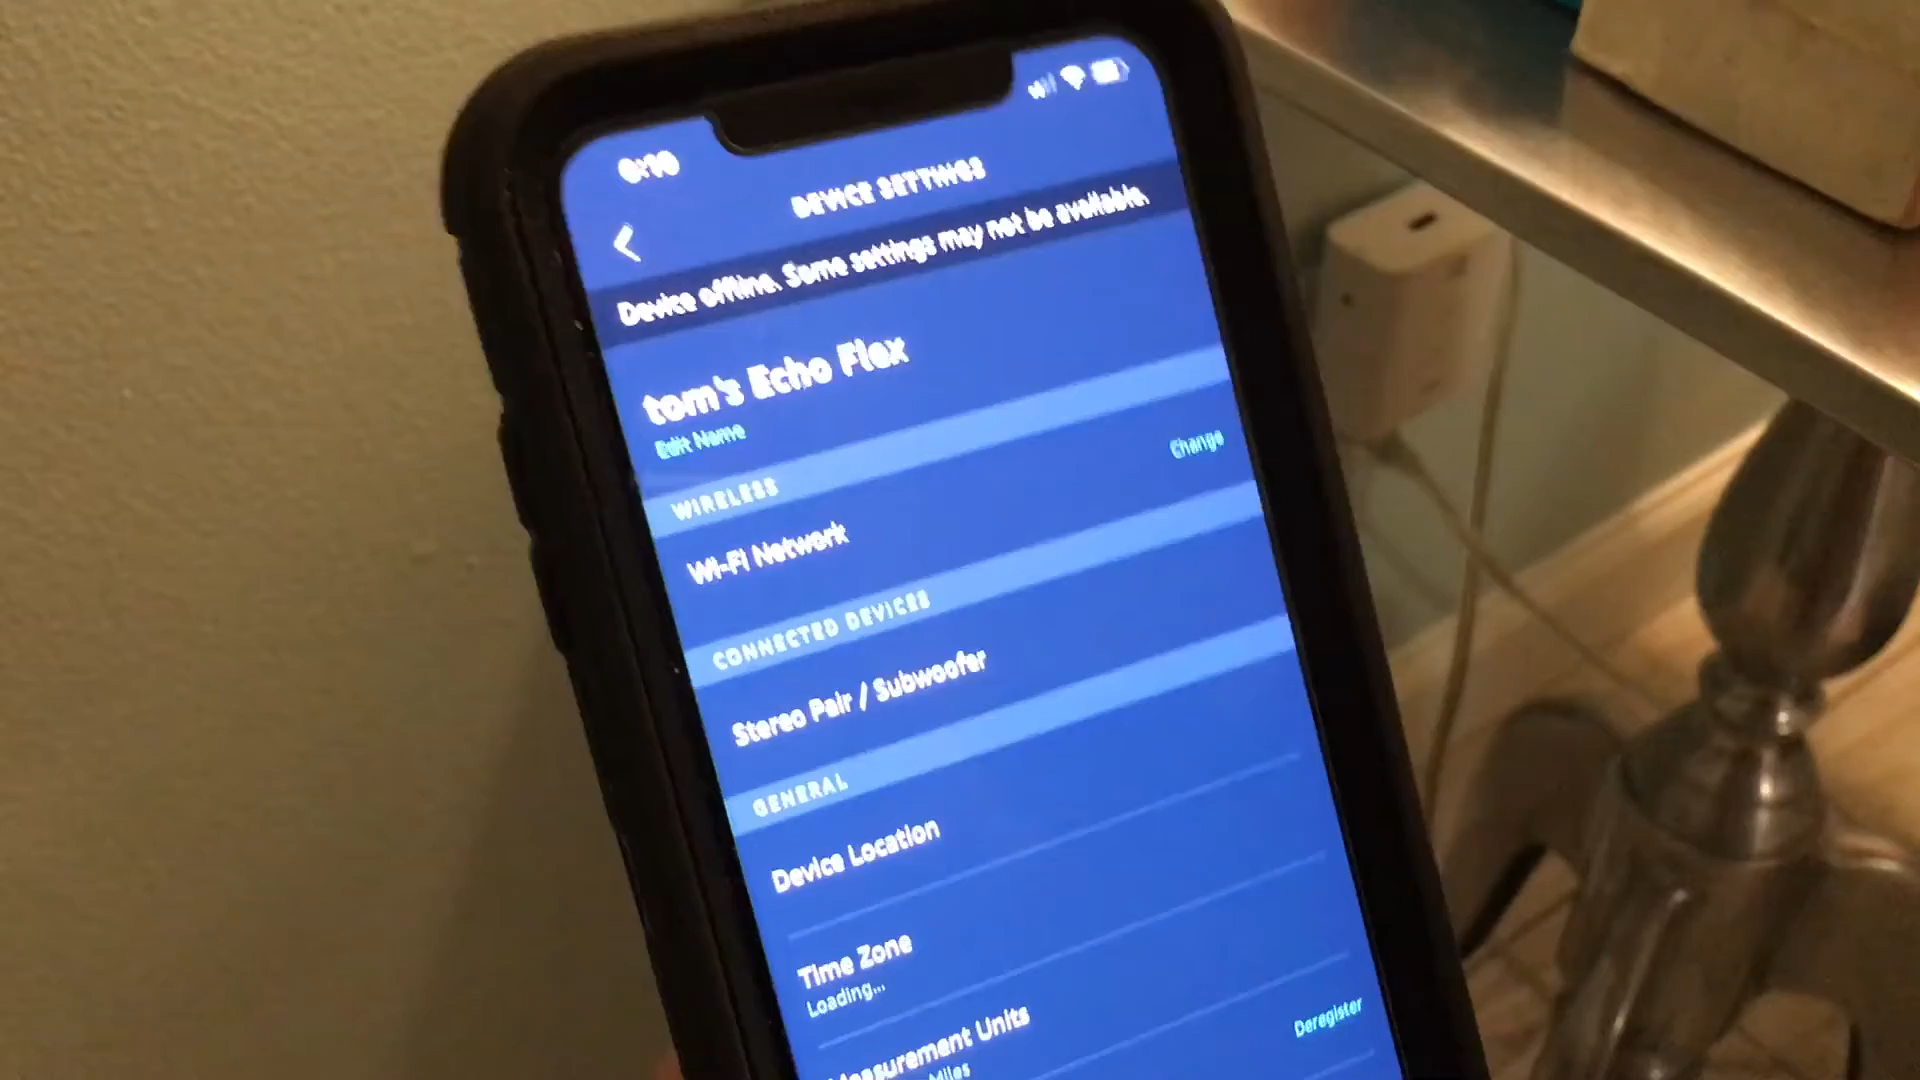 DEVICE SETTINGS
Device offline. Some settings may not be available.
tom's Echo Flex
Edit Name
WIRELESS
Wi-Fi Network
Change
CONNECTED DEVICES
Stereo Pair / Subwoofer
GENERAL
Device Location
Time Zone
Loading...
Measurement Units
Miles
Deregister